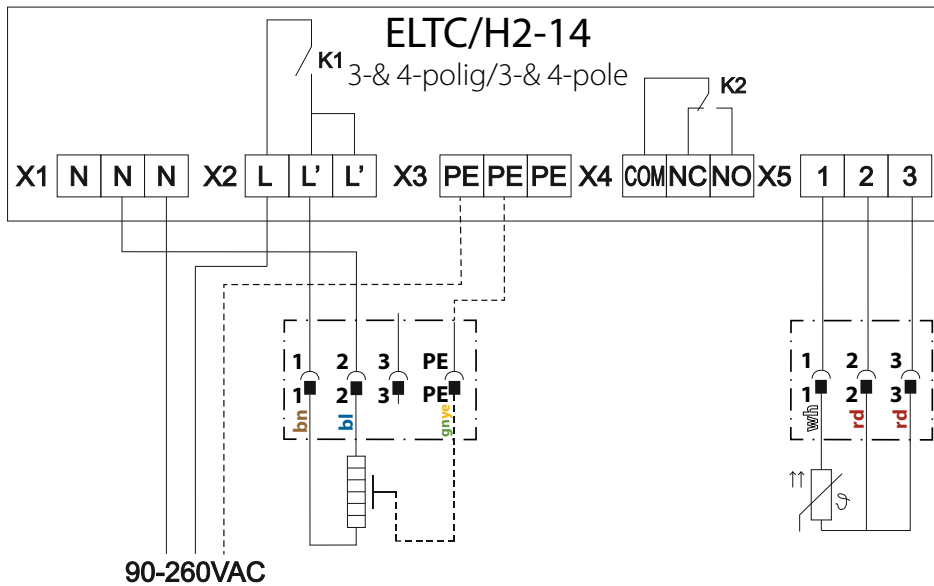 ELTC/H2-14
K1 3-& 4-polig/3-& 4-pole
K2
X1 N N N X2 L L' L' X3 PE PE PE X4 COM NC NO X5 1 2 3
1 2 3 PE 1 2 3
1 2 3 PE 1 2 3
bn bl gnye wh rd rd
↑↑ ϑ
90-260VAC